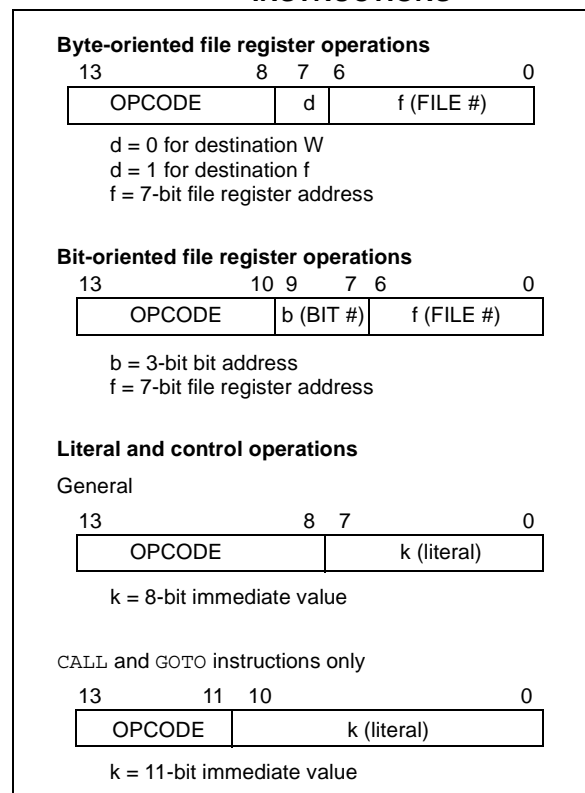 INSTRUCTIONS
Byte-oriented file register operations
13 8 7 6 0
OPCODE d f (FILE #)
d = 0 for destination W
d = 1 for destination f
f = 7-bit file register address
Bit-oriented file register operations
13 10 9 7 6 0
OPCODE b (BIT #) f (FILE #)
b = 3-bit bit address
f = 7-bit file register address
Literal and control operations
General
13 8 7 0
OPCODE k (literal)
k = 8-bit immediate value
CALL and GOTO instructions only
13 11 10 0
OPCODE k (literal)
k = 11-bit immediate value